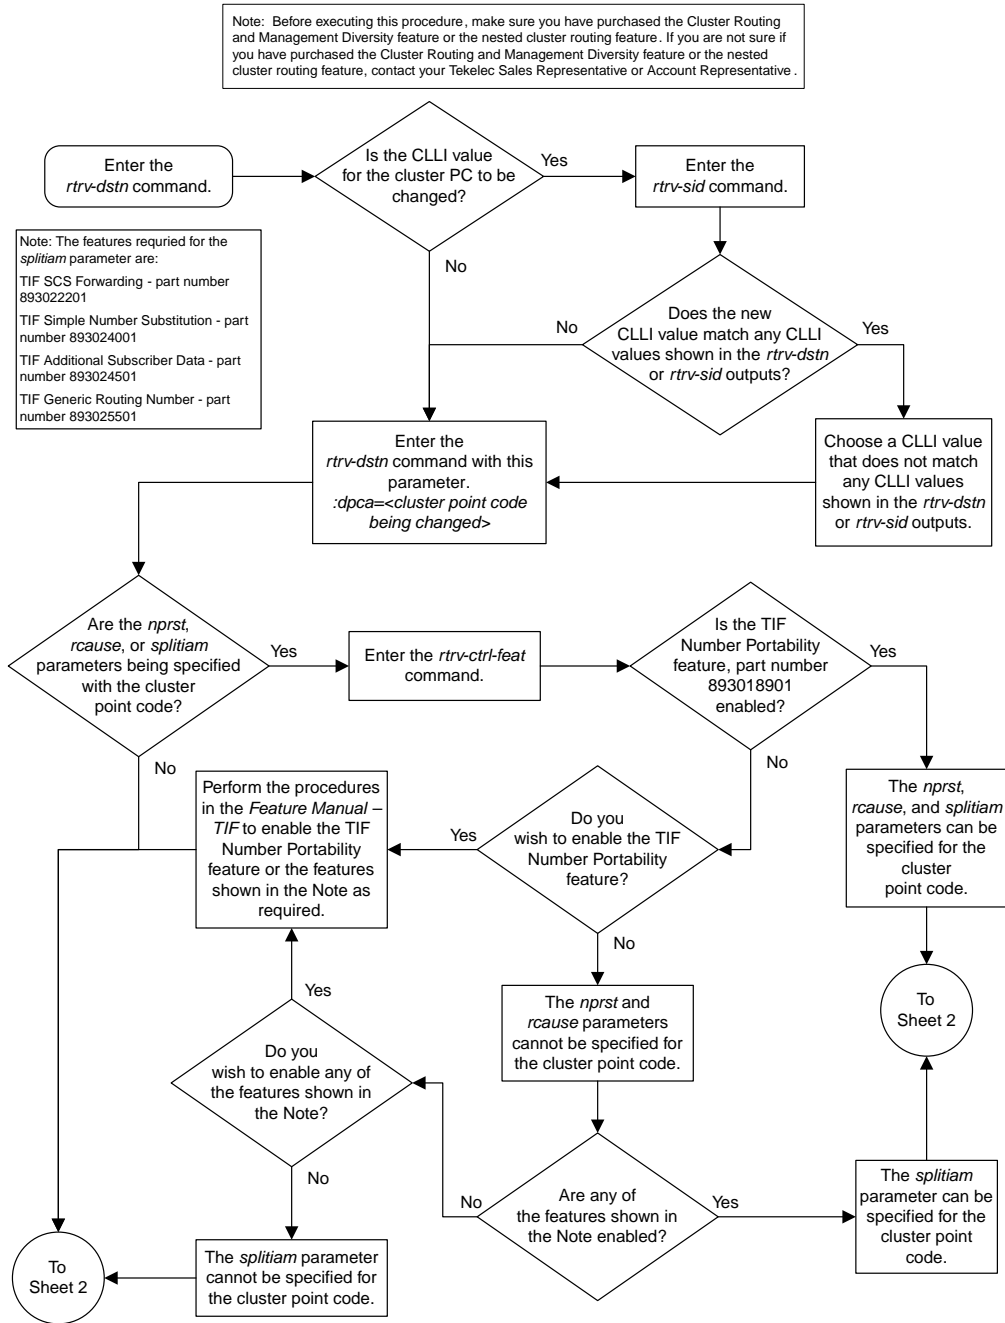 Note: Before executing this procedure, make sure you have purchased the Cluster Routing
and Management Diversity feature or the nested cluster routing feature. If you are not sure if
you have purchased the Cluster Routing and Management Diversity feature or the nested
cluster routing feature, contact your Tekelec Sales Representative or Account Representative.
Enter the
rtrv-dstn command.
Is the CLLI value
for the cluster PC to be
changed?
Yes
Enter the
rtrv-sid command.
No
Note: The features requried for the
splitiam parameter are:
TIF SCS Forwarding - part number
893022201
TIF Simple Number Substitution - part
number 893024001
TIF Additional Subscriber Data - part
number 893024501
TIF Generic Routing Number - part
number 893025501
Does the new
CLLI value match any CLLI
values shown in the rtrv-dstn
or rtrv-sid outputs?
No
Yes
Enter the
rtrv-dstn command with this
parameter.
:dpca=<cluster point code
being changed>
Choose a CLLI value
that does not match
any CLLI values
shown in the rtrv-dstn
or rtrv-sid outputs.
Are the nprst,
rcause, or splitiam
parameters being specified
with the cluster
point code?
Yes
Enter the rtrv-ctrl-feat
command.
Is the TIF
Number Portability
feature, part number
893018901
enabled?
Yes
No
No
Perform the procedures
in the Feature Manual –
TIF to enable the TIF
Number Portability
feature or the features
shown in the Note as
required.
Yes
Do you
wish to enable the TIF
Number Portability
feature?
The nprst,
rcause, and splitiam
parameters can be
specified for the
cluster
point code.
No
Yes
The nprst and
rcause parameters
cannot be specified for
the cluster point code.
To
Sheet 2
Do you
wish to enable any of
the features shown in
the Note?
No
No
Are any of
the features shown in
the Note enabled?
Yes
The splitiam
parameter can be
specified for the
cluster point
code.
To
Sheet 2
The splitiam parameter
cannot be specified for
the cluster point code.